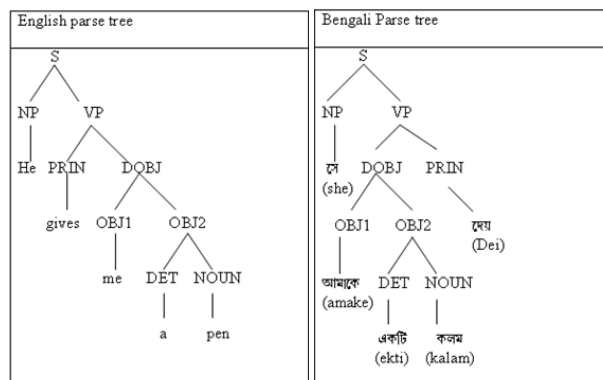 English parse tree
S
NP VP
He PRIN DOBJ
gives OBJ1 OBJ2
me DET NOUN
a pen
Bengali Parse tree
S
NP VP
সে DOBJ PRIN
(she)
OBJ1 OBJ2 দেয়
(Dei)
আমাকে DET NOUN
(amake)
একটি কলম
(ekti) (kalam)